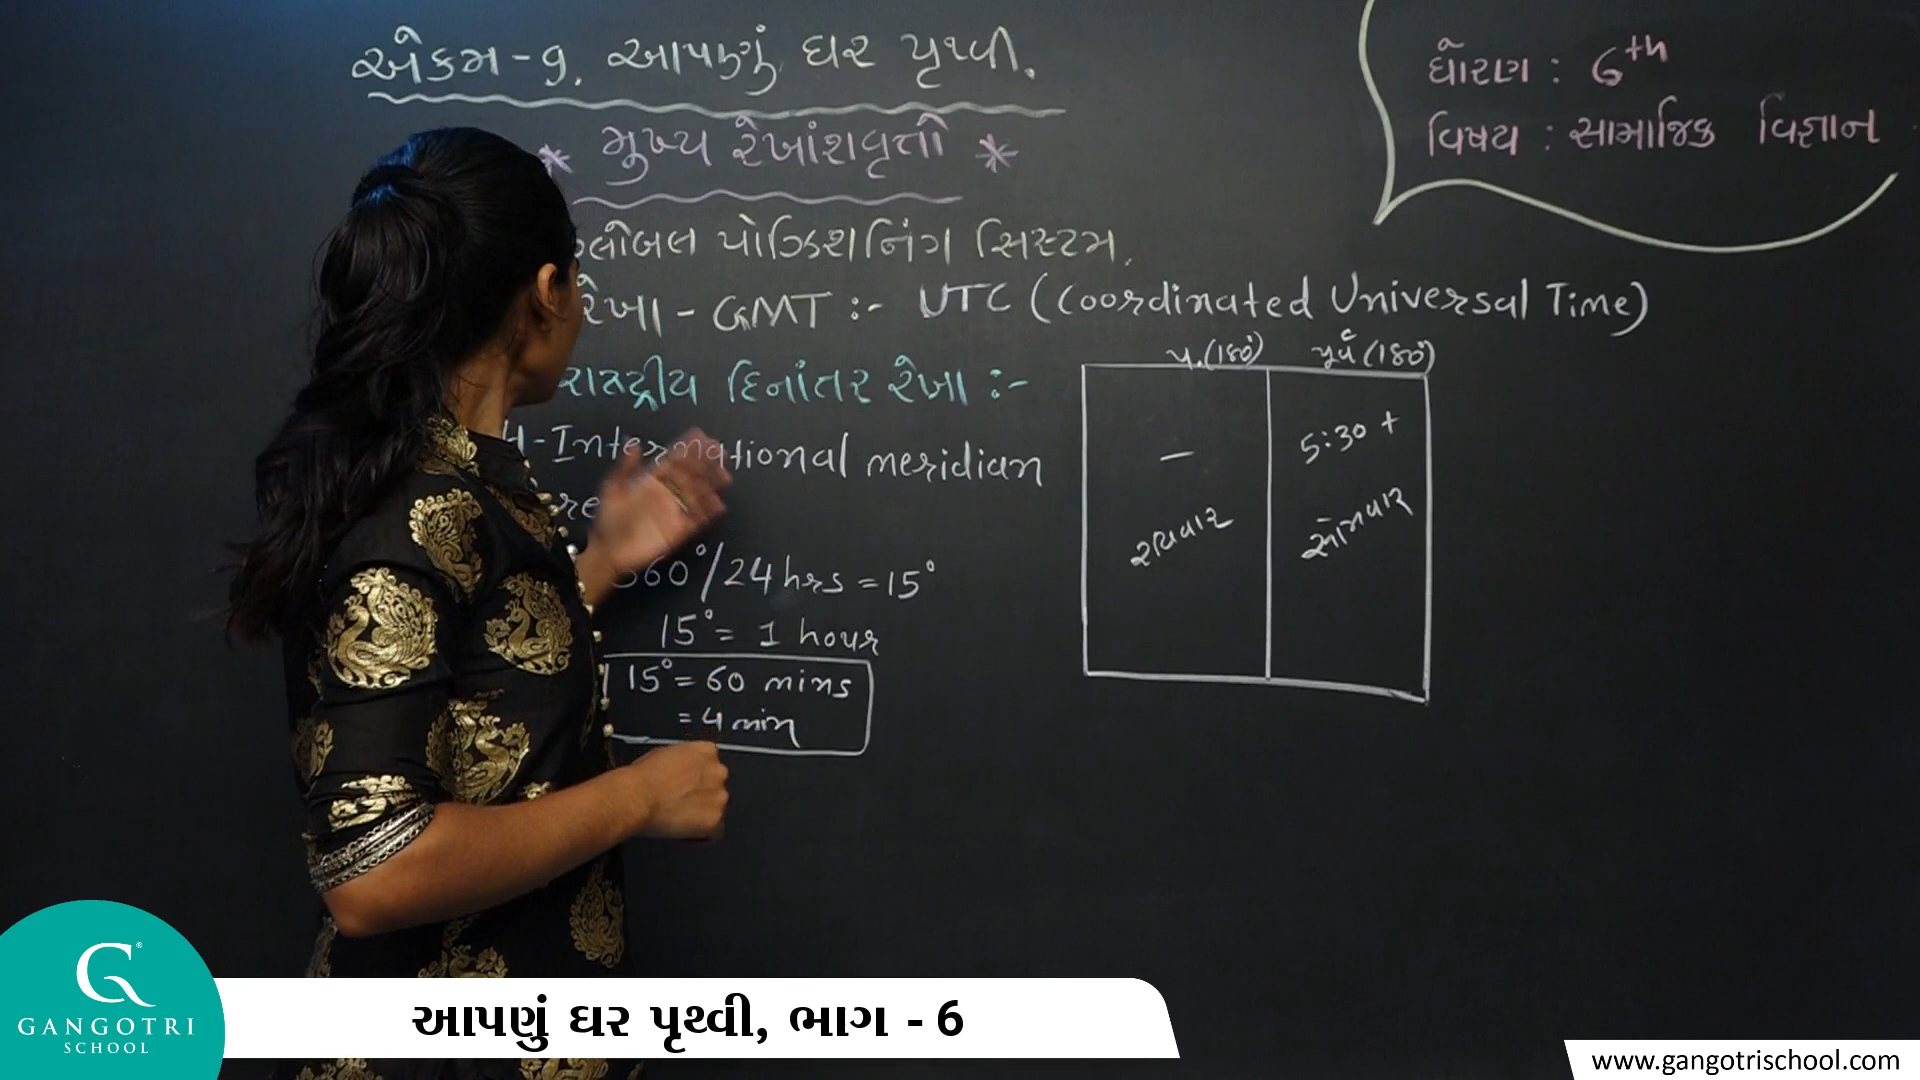 એકમ - ૭. આપણું ઘર પૃથ્વી.
* મુખ્ય રેખાંશવૃત્તો *
ધોરણ : 6th
વિષય : સામાજિક વિજ્ઞાન
ગ્લોબલ પોઝિશનિંગ સિસ્ટમ.
રેખા - GMT :- UTC (Coordinated Universal Time)
રાષ્ટ્રીય દિનાંતર રેખા :-
- International meridian
360°/24 hrs = 15°
15° = 1 hour
15° = 60 mins
= 4 min
પ.(180°) પૂર્વ (180°)
– 5:30 +
રવિવાર સોમવાર
G®
GANGOTRI
SCHOOL
આપણું ઘર પૃથ્વી, ભાગ - 6
www.gangotrischool.com